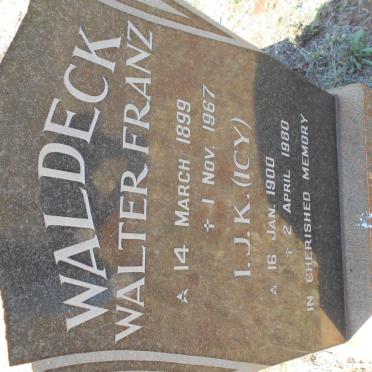 WALDECK
WALTER FRANZ
☆ 14 MARCH 1899
✝ 1 NOV. 1967
I.J.K. (ICY)
☆ 16 JAN. 1900
✝ 2 APRIL 1980
IN CHERISHED MEMORY